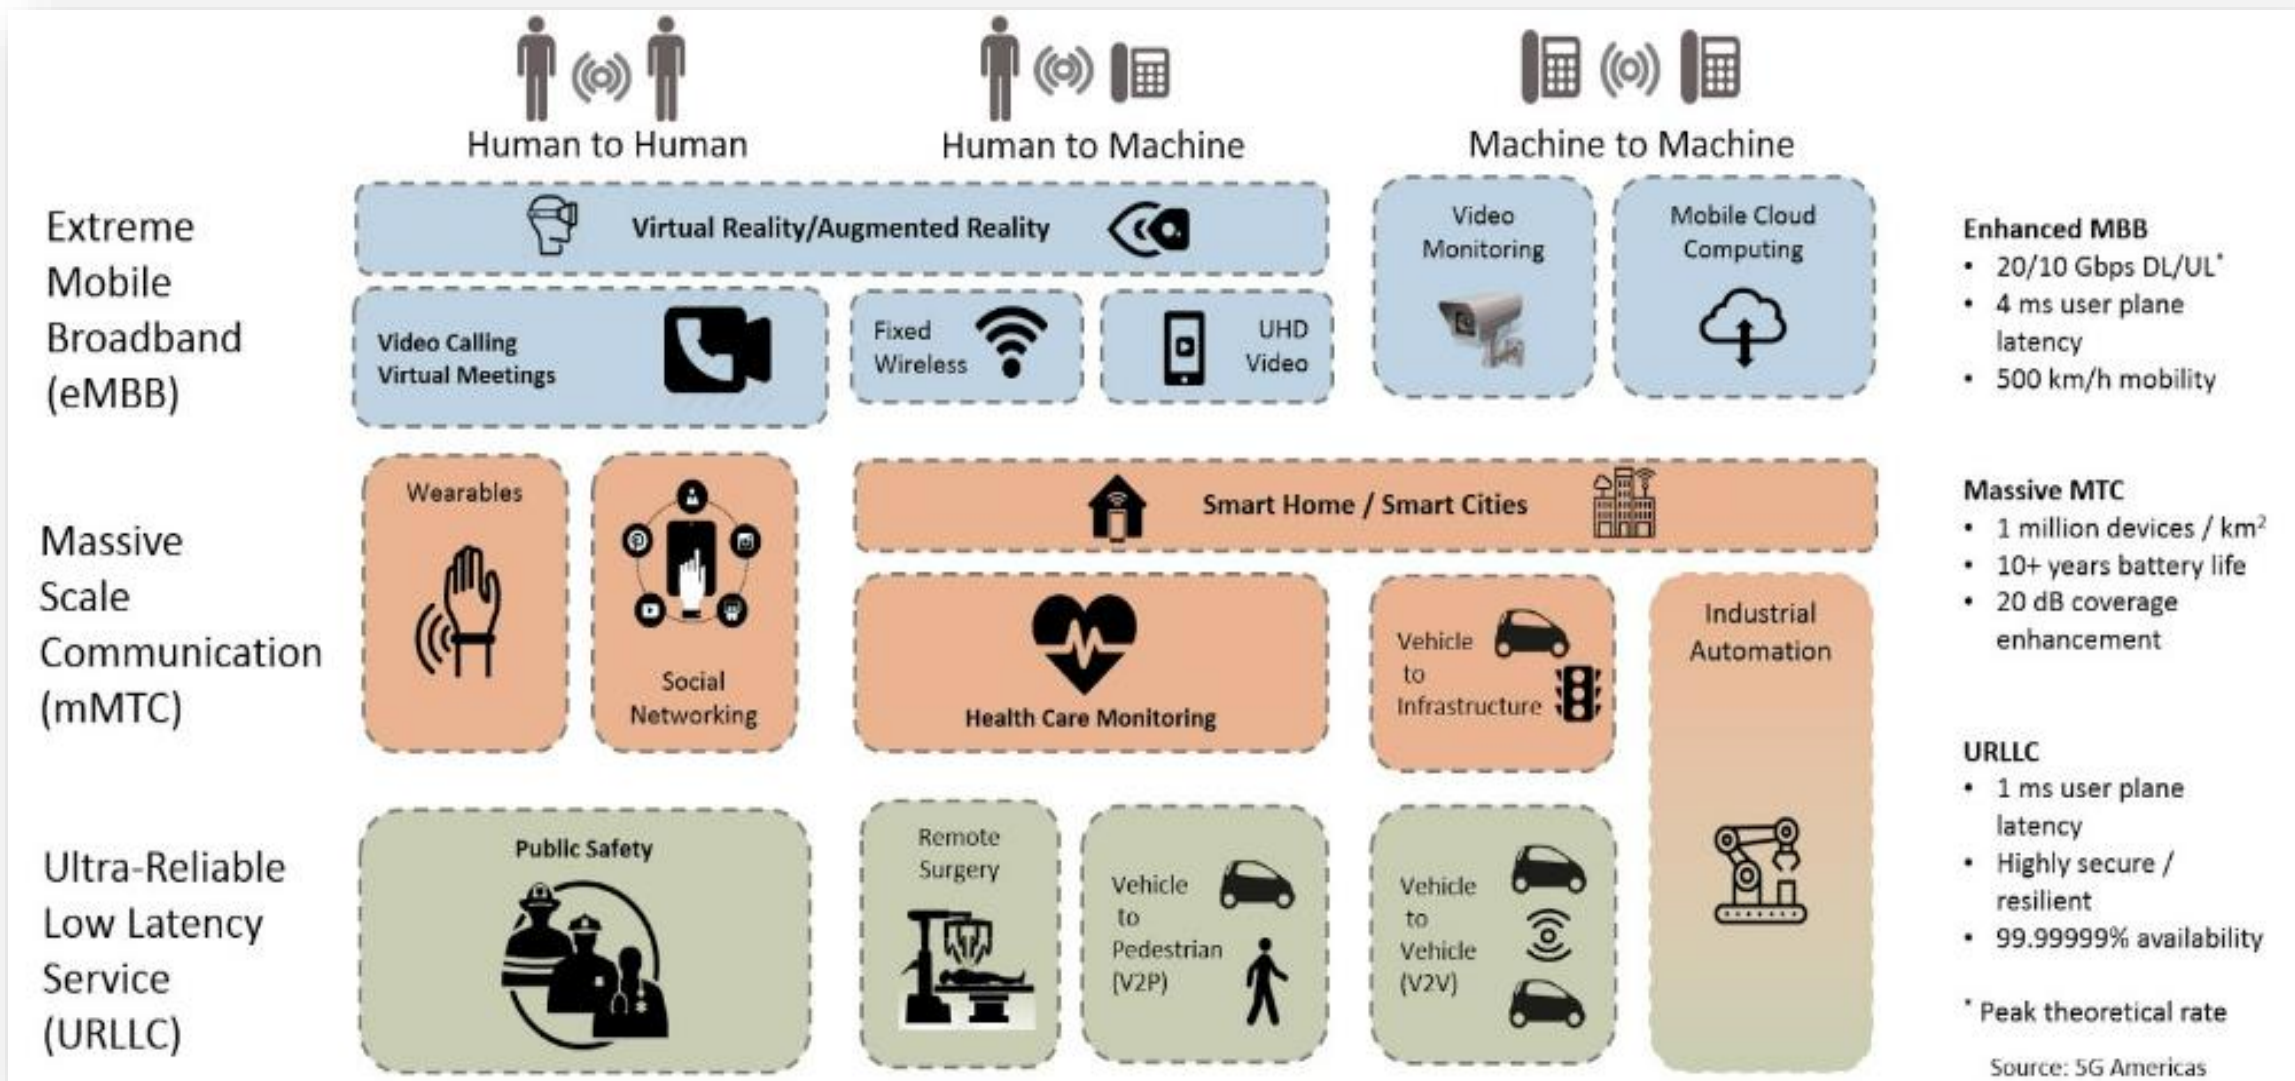 Human to Human
Human to Machine
Machine to Machine
Extreme
Mobile
Broadband
(eMBB)
Virtual Reality/Augmented Reality
Video Calling
Virtual Meetings
Fixed
Wireless
UHD
Video
Video
Monitoring
Mobile Cloud
Computing
Enhanced MBB
• 20/10 Gbps DL/UL*
• 4 ms user plane
latency
• 500 km/h mobility
Massive
Scale
Communication
(mMTC)
Wearables
Social
Networking
Smart Home / Smart Cities
Health Care Monitoring
Vehicle
to
Infrastructure
Industrial
Automation
Massive MTC
• 1 million devices / km²
• 10+ years battery life
• 20 dB coverage
enhancement
Ultra-Reliable
Low Latency
Service
(URLLC)
Public Safety
Remote
Surgery
Vehicle
to
Pedestrian
(V2P)
Vehicle
to
Vehicle
(V2V)
URLLC
• 1 ms user plane
latency
• Highly secure /
resilient
• 99.99999% availability
* Peak theoretical rate
Source: 5G Americas